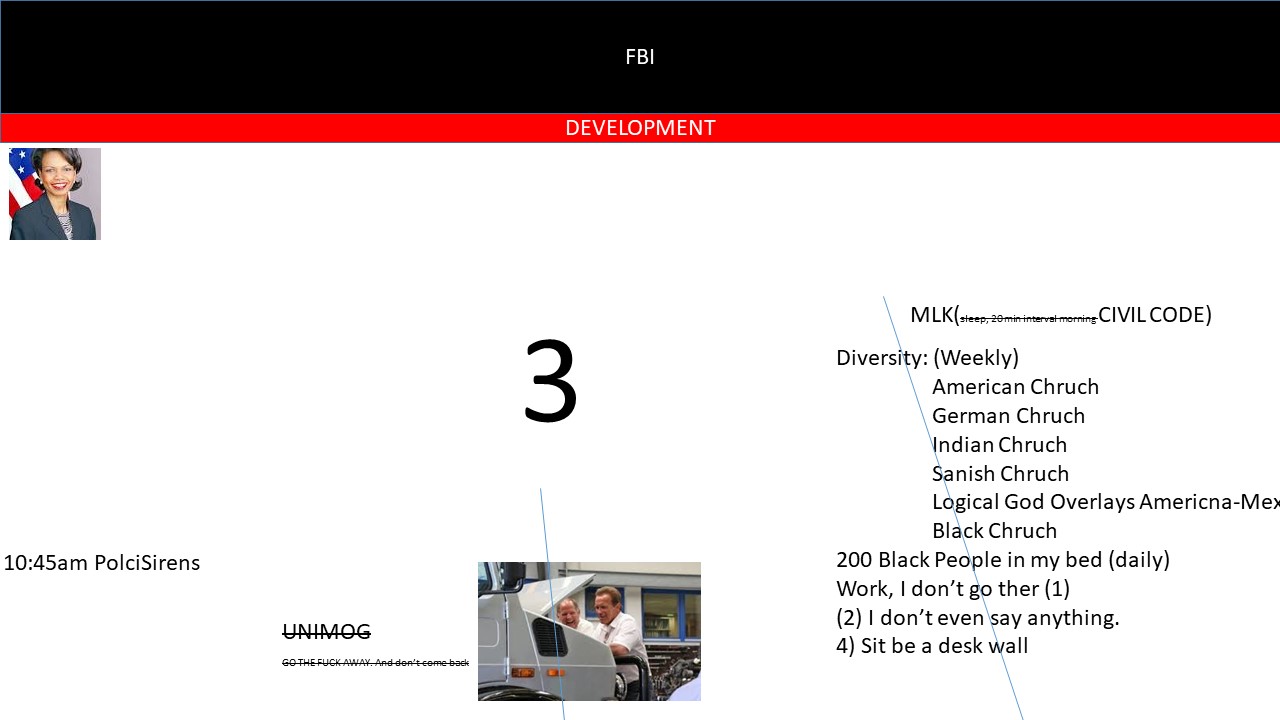 FBI
DEVELOPMENT
MLK(sleep, 20 min interval morning CIVIL CODE)
3
Diversity: (Weekly)
American Chruch
German Chruch
Indian Chruch
Sanish Chruch
Logical God Overlays Americna-Mex
Black Chruch
10:45am PolciSirens
200 Black People in my bed (daily)
Work, I don’t go ther (1)
(2) I don’t even say anything.
4) Sit be a desk wall
UNIMOG
GO THE FUCK AWAY. And don’t come back